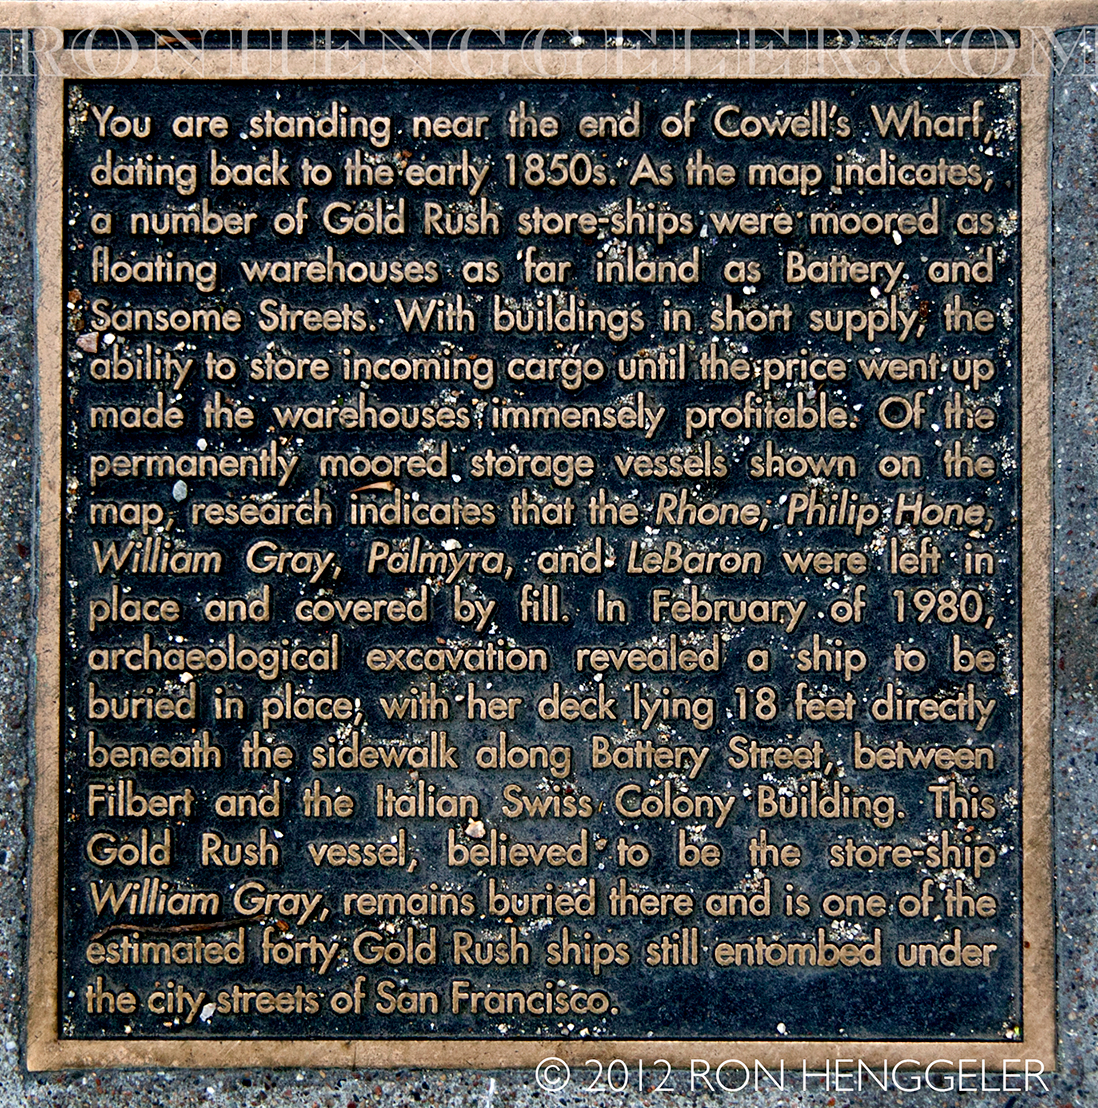 RONHENGGELER.COM
You are standing near the end of Cowell's Wharf,
dating back to the early 1850s. As the map indicates,
a number of Gold Rush store-ships were moored as
floating warehouses as far inland as Battery and
Sansome Streets. With buildings in short supply, the
ability to store incoming cargo until the price went up
made the warehouses immensely profitable. Of the
permanently moored storage vessels shown on the
map, research indicates that the Rhone, Philip Hone,
William Gray, Palmyra, and LeBaron were left in
place and covered by fill. In February of 1980,
archaeological excavation revealed a ship to be
buried in place, with her deck lying 18 feet directly
beneath the sidewalk along Battery Street, between
Filbert and the Italian Swiss Colony Building. This
Gold Rush vessel, believed to be the store-ship
William Gray, remains buried there and is one of the
estimated forty Gold Rush ships still entombed under
the city streets of San Francisco.
© 2012 RON HENGGELER